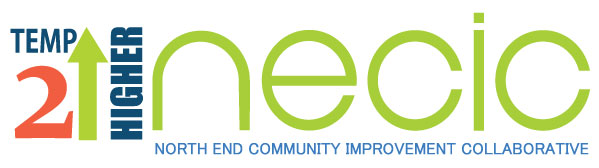 TEMP
2
HIGHER
necic
NORTH END COMMUNITY IMPROVEMENT COLLABORATIVE